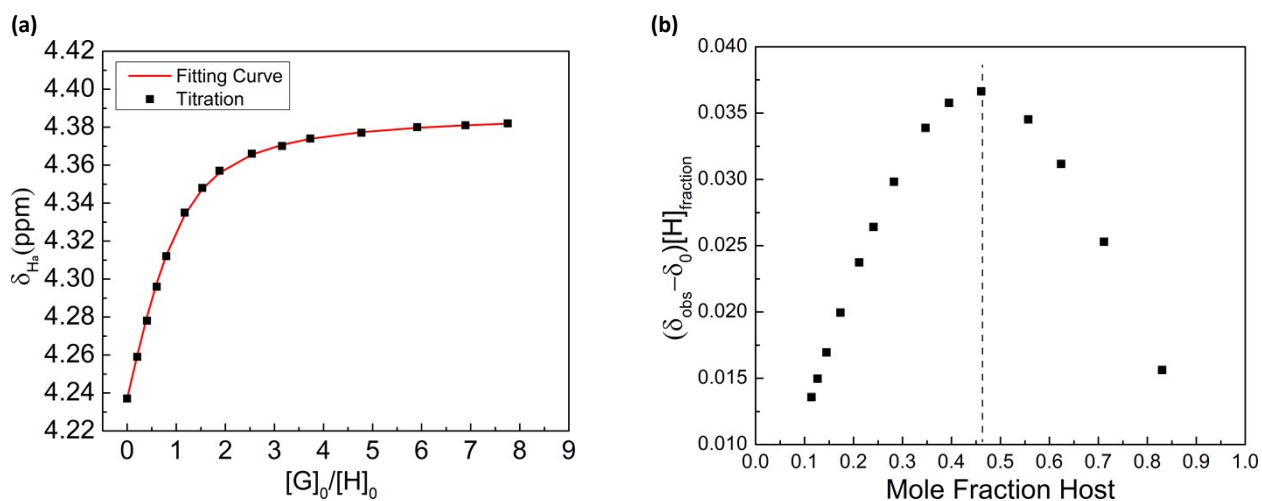 (a)
4.42
4.40
4.38
4.36
4.34
4.32
4.30
4.28
4.26
4.24
4.22
δHa(ppm)
Fitting Curve
Titration
0 1 2 3 4 5 6 7 8 9
[G]0/[H]0
(b)
0.040
0.035
0.030
0.025
0.020
0.015
0.010
(δobs−δ0)[H]fraction
0.0 0.1 0.2 0.3 0.4 0.5 0.6 0.7 0.8 0.9 1.0
Mole Fraction Host